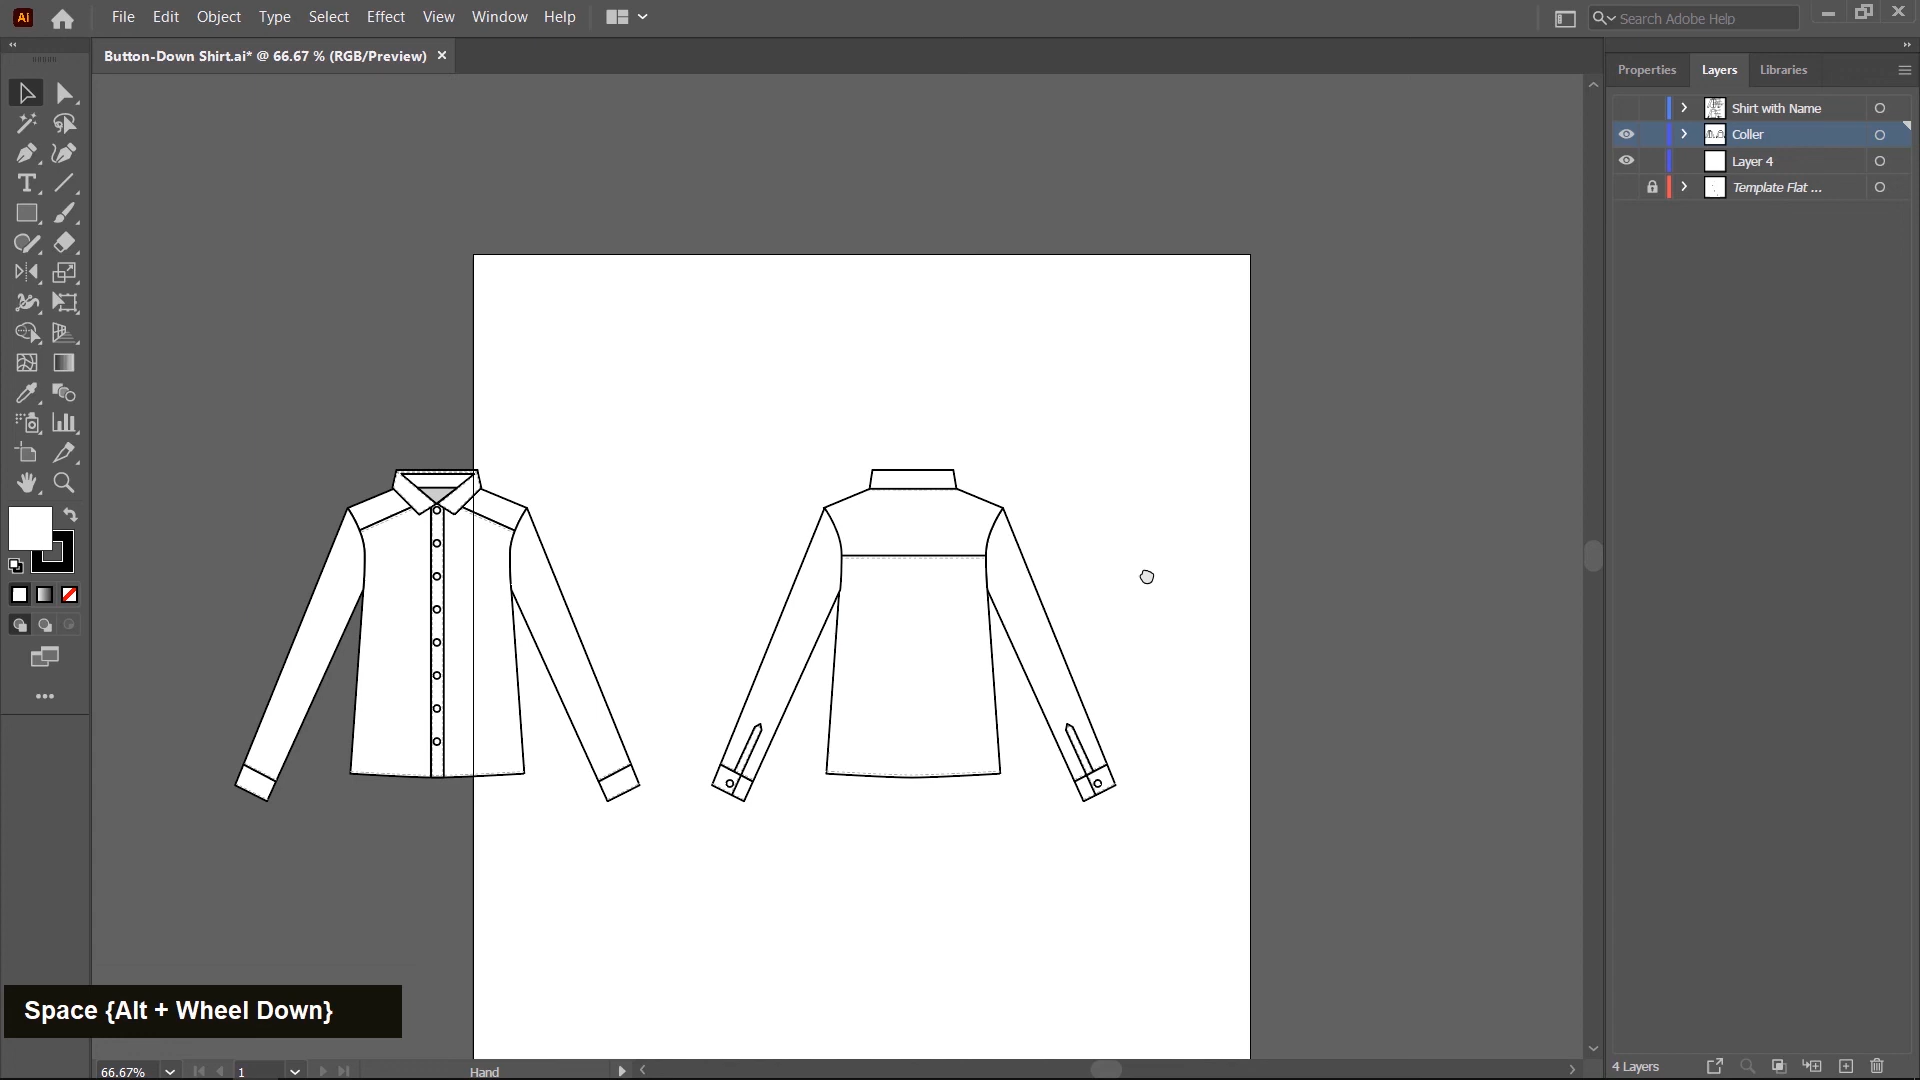 Ai
File Edit Object Type Select Effect View Window Help
Search Adobe Help
Button-Down Shirt.ai* @ 66.67 % (RGB/Preview) ×
Properties Layers Libraries
Shirt with Name
Coller
Layer 4
Template Flat ...
Space {Alt + Wheel Down}
66.67% 1 Hand
4 Layers